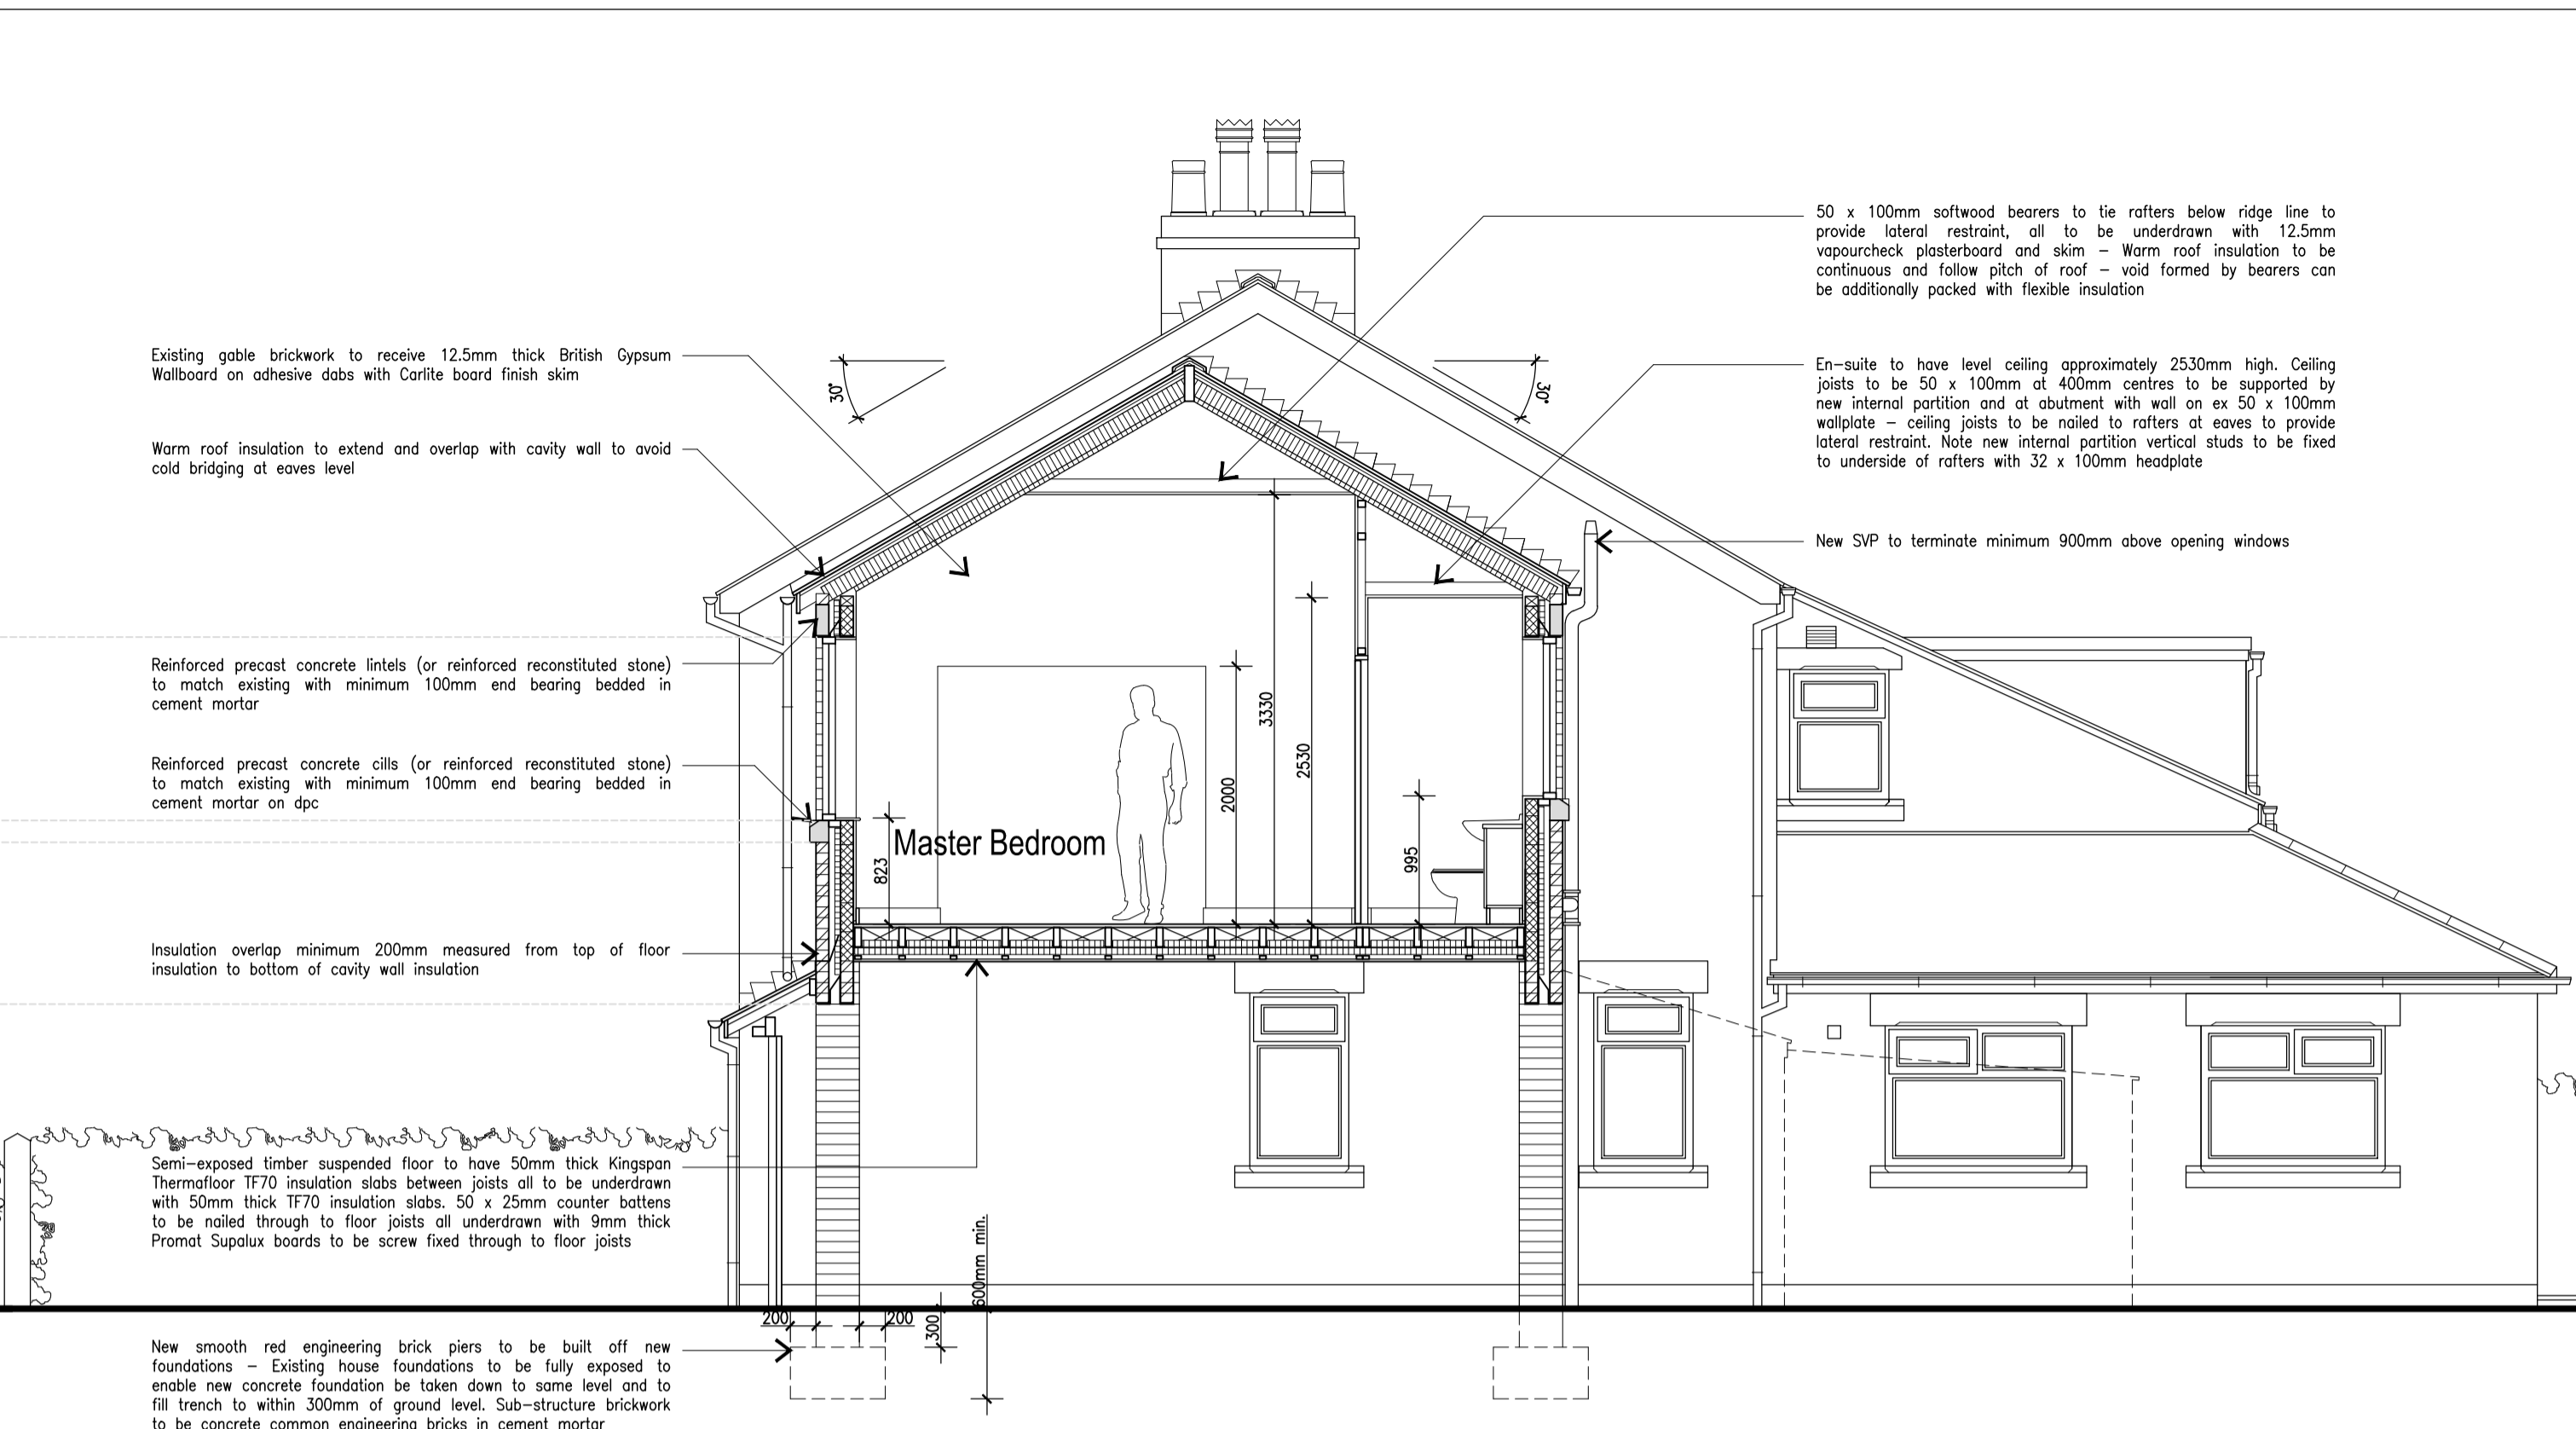 Existing gable brickwork to receive 12.5mm thick British Gypsum
Wallboard on adhesive dabs with Carlite board finish skim
Warm roof insulation to extend and overlap with cavity wall to avoid
cold bridging at eaves level
Reinforced precast concrete lintels (or reinforced reconstituted stone)
to match existing with minimum 100mm end bearing bedded in
cement mortar
Reinforced precast concrete cills (or reinforced reconstituted stone)
to match existing with minimum 100mm end bearing bedded in
cement mortar on dpc
Insulation overlap minimum 200mm measured from top of floor
insulation to bottom of cavity wall insulation
Semi-exposed timber suspended floor to have 50mm thick Kingspan
Thermafloor TF70 insulation slabs between joists all to be underdrawn
with 50mm thick TF70 insulation slabs. 50 x 25mm counter battens
to be nailed through to floor joists all underdrawn with 9mm thick
Promat Supalux boards to be screw fixed through to floor joists
New smooth red engineering brick piers to be built off new
foundations – Existing house foundations to be fully exposed to
enable new concrete foundation be taken down to same level and to
fill trench to within 300mm of ground level. Sub-structure brickwork
to be concrete common engineering bricks in cement mortar
30°
30°
3330
2530
2000
995
823
Master Bedroom
600mm min.
200
200
300
50 x 100mm softwood bearers to tie rafters below ridge line to
provide lateral restraint, all to be underdrawn with 12.5mm
vapourcheck plasterboard and skim – Warm roof insulation to be
continuous and follow pitch of roof – void formed by bearers can
be additionally packed with flexible insulation
En-suite to have level ceiling approximately 2530mm high. Ceiling
joists to be 50 x 100mm at 400mm centres to be supported by
new internal partition and at abutment with wall on ex 50 x 100mm
wallplate – ceiling joists to be nailed to rafters at eaves to provide
lateral restraint. Note new internal partition vertical studs to be fixed
to underside of rafters with 32 x 100mm headplate
New SVP to terminate minimum 900mm above opening windows